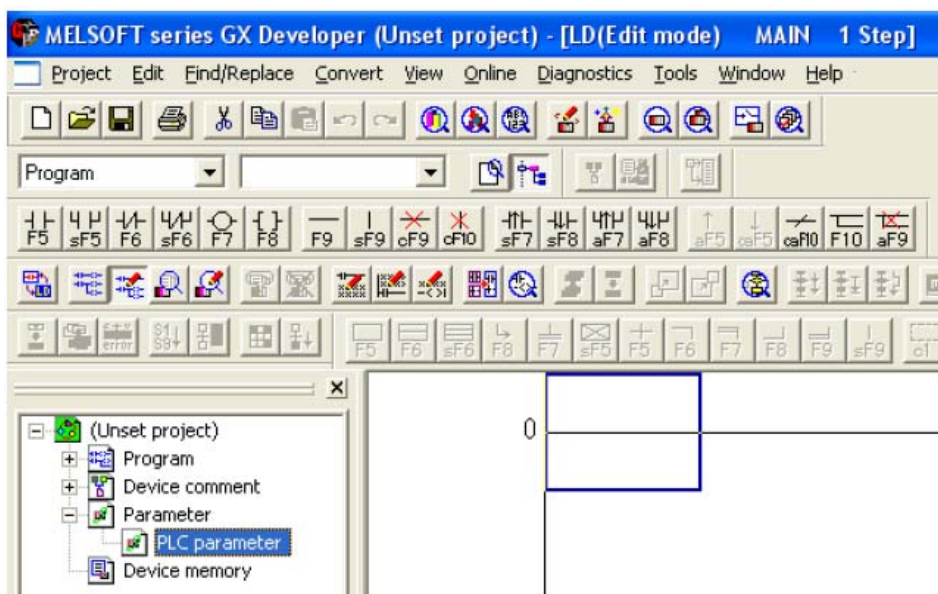 MELSOFT series GX Developer (Unset project) - [LD(Edit mode) MAIN 1 Step]
Project Edit Find/Replace Convert View Online Diagnostics Tools Window Help
Program
F5 sF5 F6 sF6 F7 F8 F9 sF9 cF9 cF10 sF7 sF8 aF7 aF8 aF5 caF5 caF10 F10 aF9
F5 F6 sF6 F8 F7 sF5 F5 F6 F7 F8 F9 sF9 c1
0
(Unset project)
Program
Device comment
Parameter
PLC parameter
Device memory